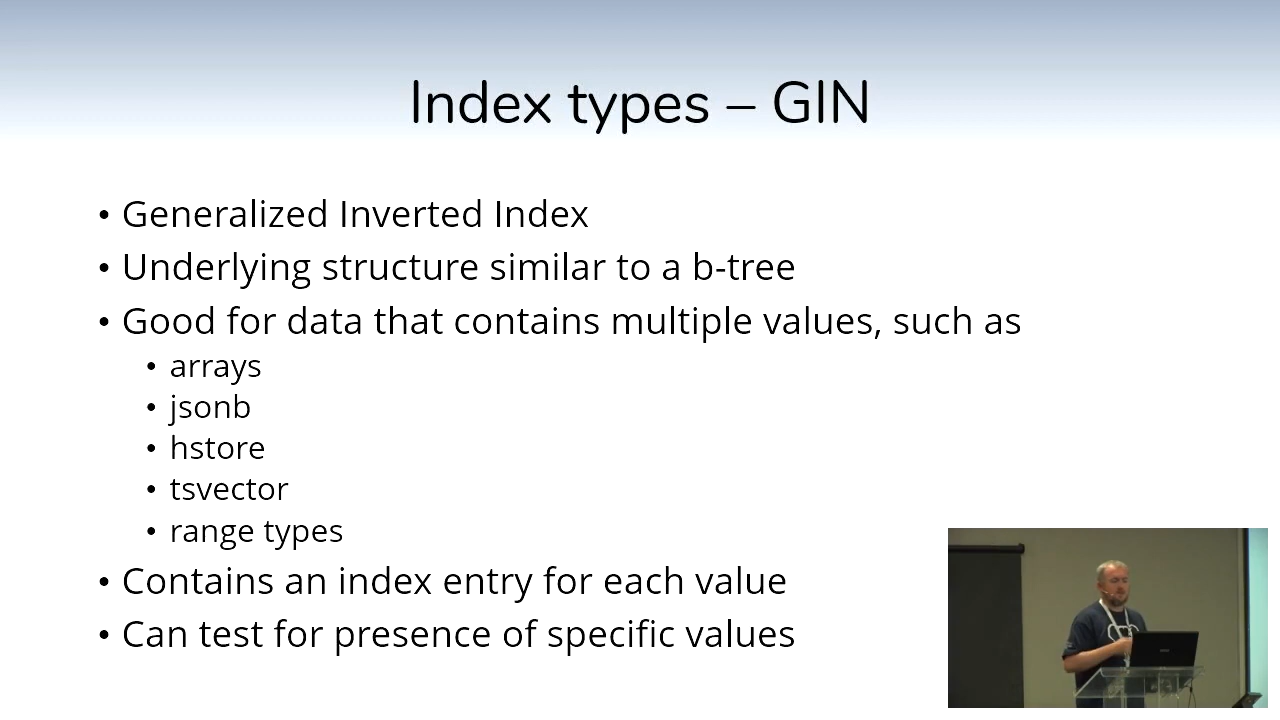 Index types – GIN
• Generalized Inverted Index
• Underlying structure similar to a b-tree
• Good for data that contains multiple values, such as
• arrays
• jsonb
• hstore
• tsvector
• range types
• Contains an index entry for each value
• Can test for presence of specific values